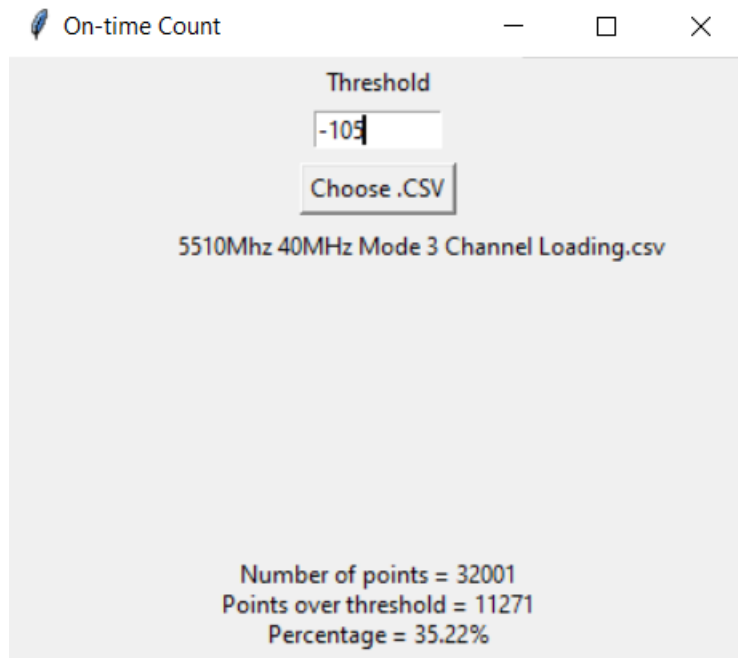 On-time Count
Threshold
-105
Choose .CSV
5510Mhz 40MHz Mode 3 Channel Loading.csv
Number of points = 32001
Points over threshold = 11271
Percentage = 35.22%